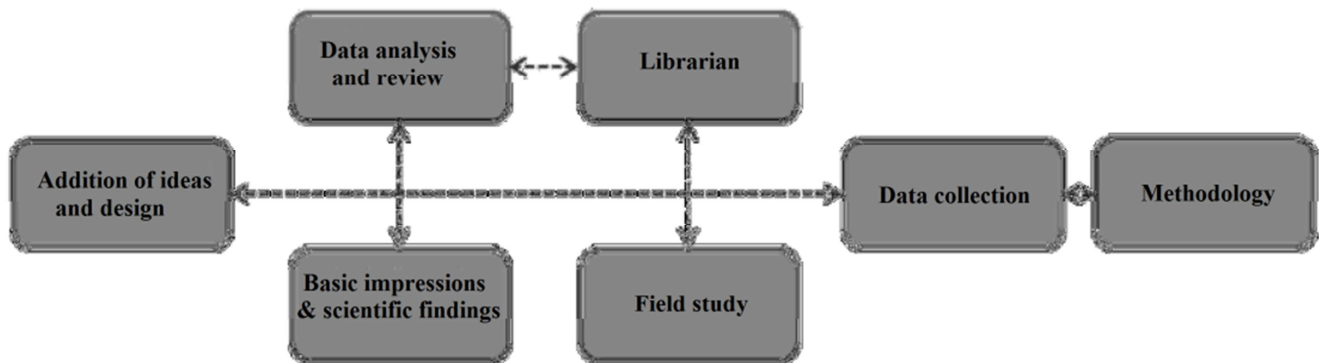 Data analysis
and review
Librarian
Addition of ideas
and design
Data collection
Methodology
Basic impressions
& scientific findings
Field study